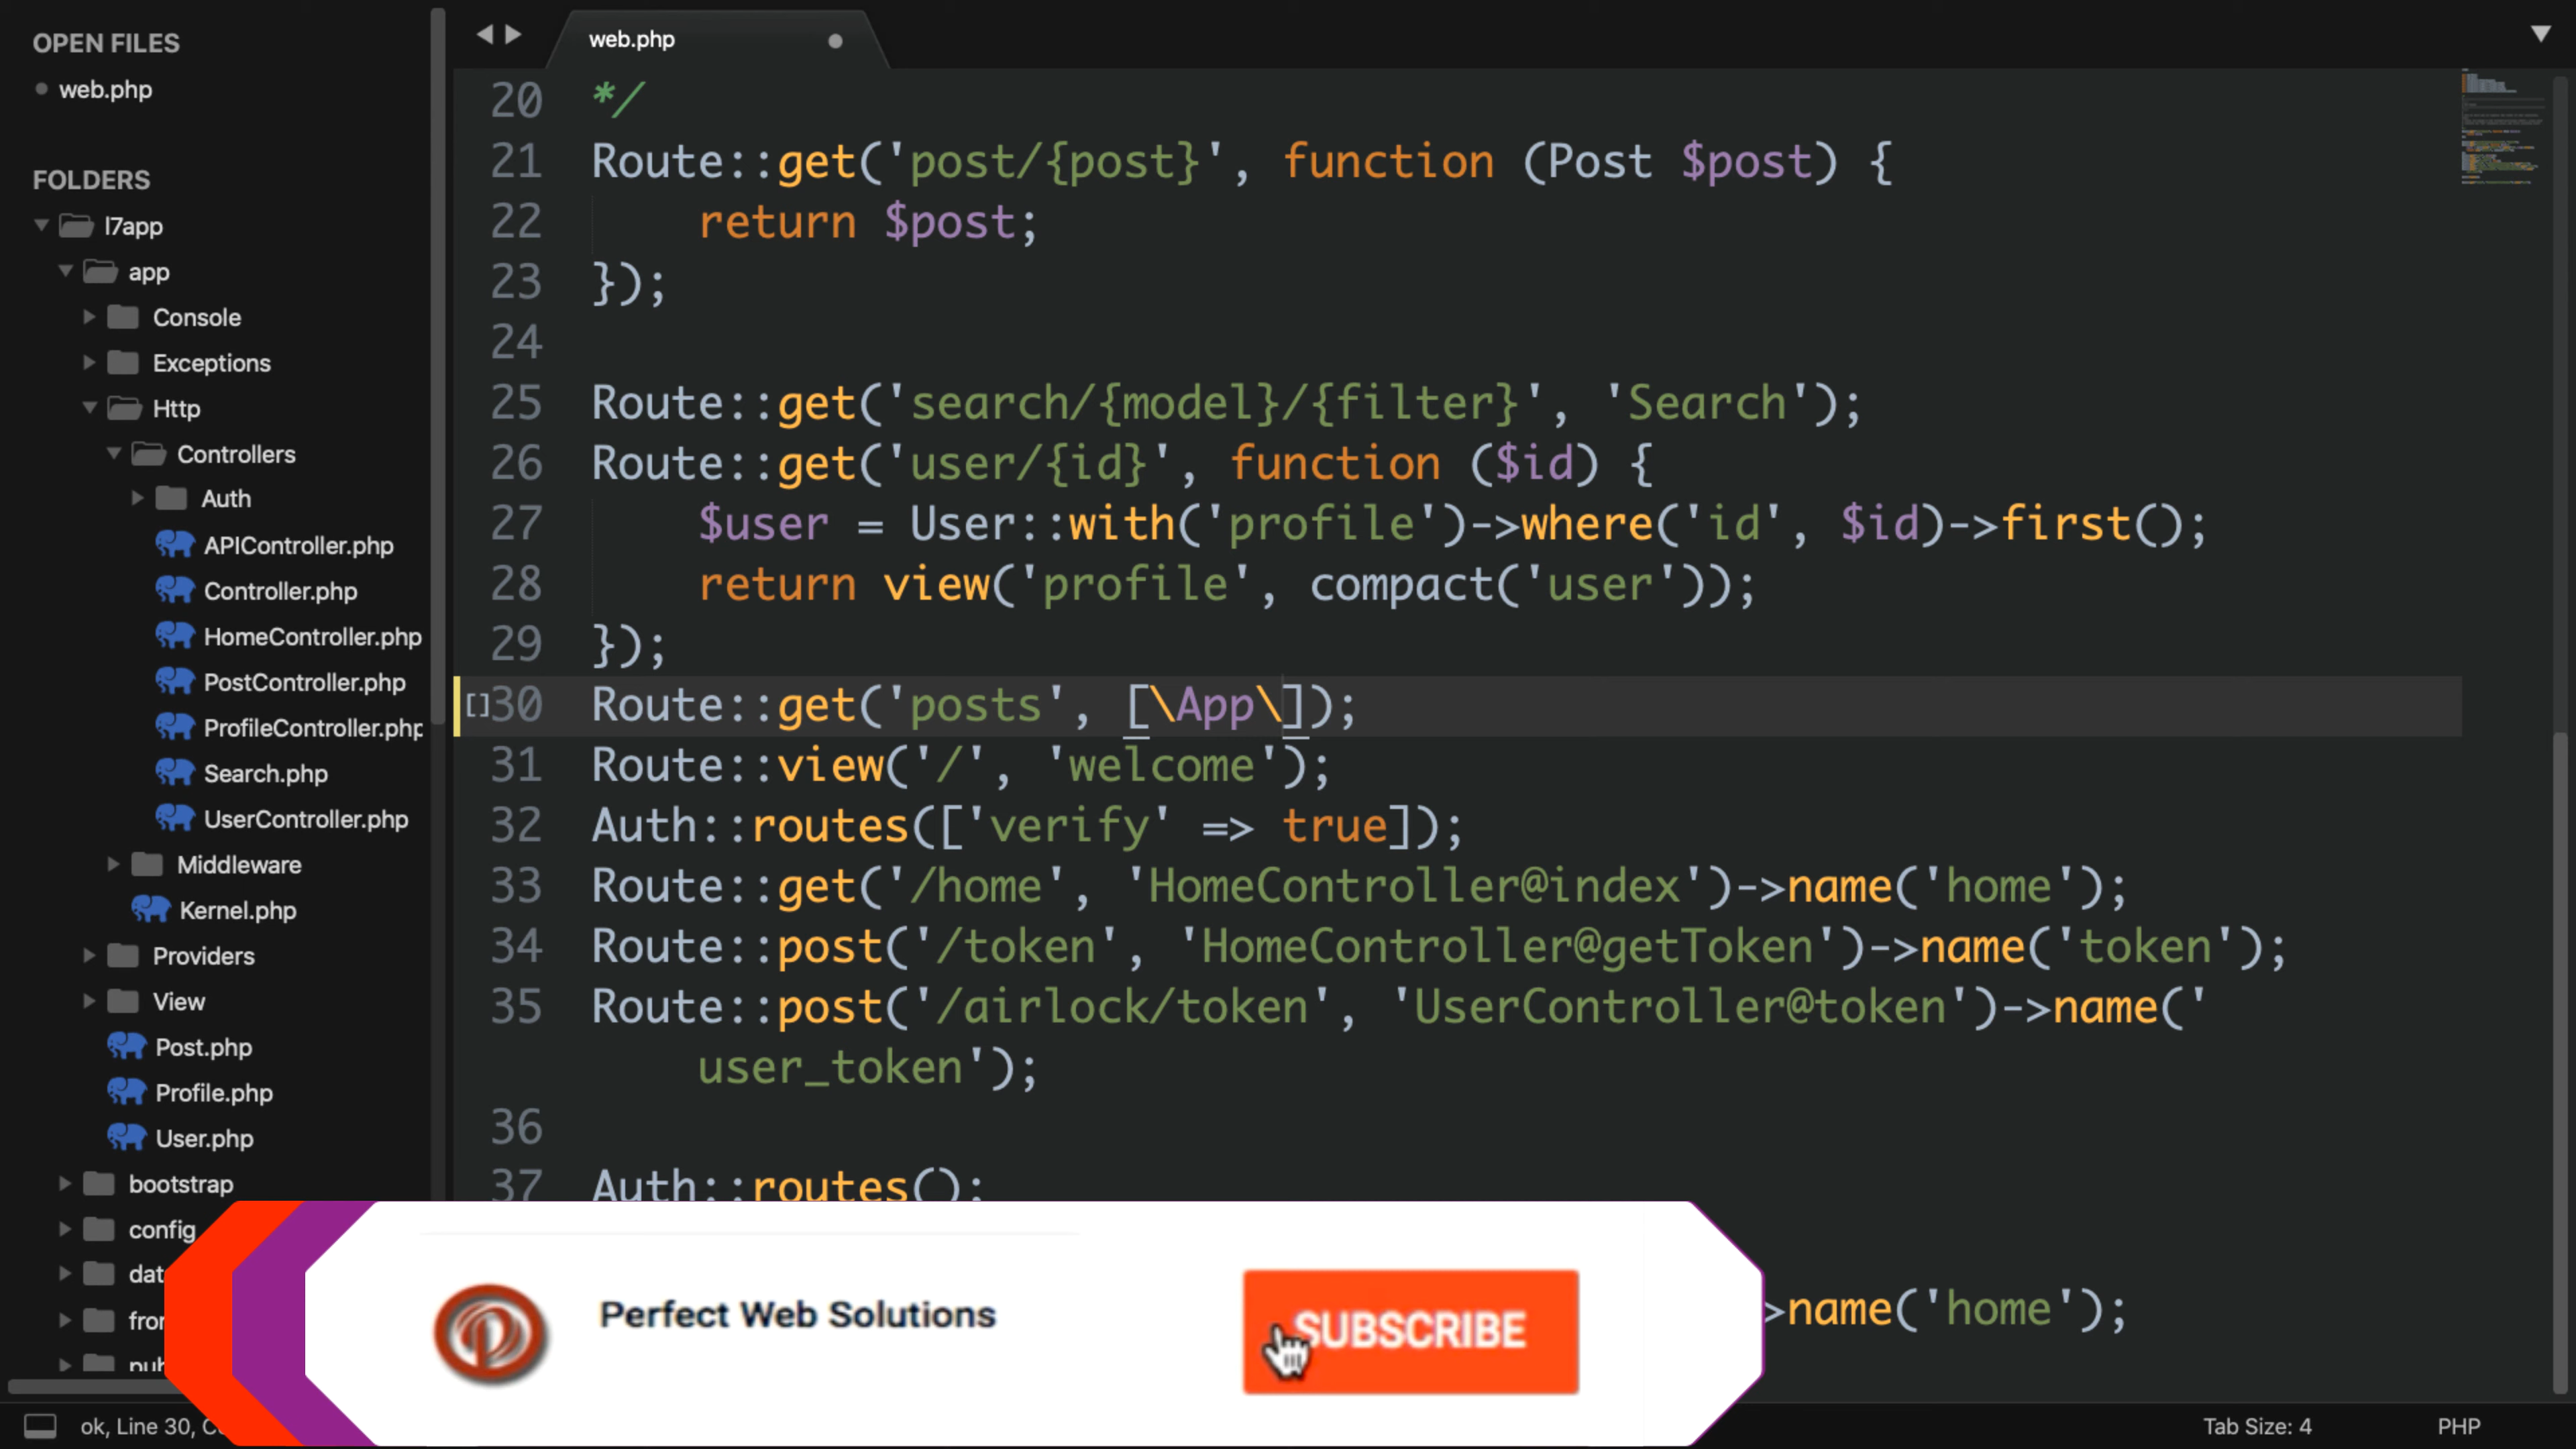 OPEN FILES
web.php
FOLDERS
l7app
app
Console
Exceptions
Http
Controllers
Auth
APIController.php
Controller.php
HomeController.php
PostController.php
ProfileController.php
Search.php
UserController.php
Middleware
Kernel.php
Providers
View
Post.php
Profile.php
User.php
bootstrap
config
dat
fror
web.php
20 */
21 Route::get('post/{post}', function (Post $post) {
22 return $post;
23 });
24
25 Route::get('search/{model}/{filter}', 'Search');
26 Route::get('user/{id}', function ($id) {
27 $user = User::with('profile')->where('id', $id)->first();
28 return view('profile', compact('user'));
29 });
[]30 Route::get('posts', [\App\]);
31 Route::view('/', 'welcome');
32 Auth::routes(['verify' => true]);
33 Route::get('/home', 'HomeController@index')->name('home');
34 Route::post('/token', 'HomeController@getToken')->name('token');
35 Route::post('/airlock/token', 'UserController@token')->name('
user_token');
36
37 Auth::routes();
>name('home');
Perfect Web Solutions
SUBSCRIBE
ok, Line 30,
Tab Size: 4
PHP